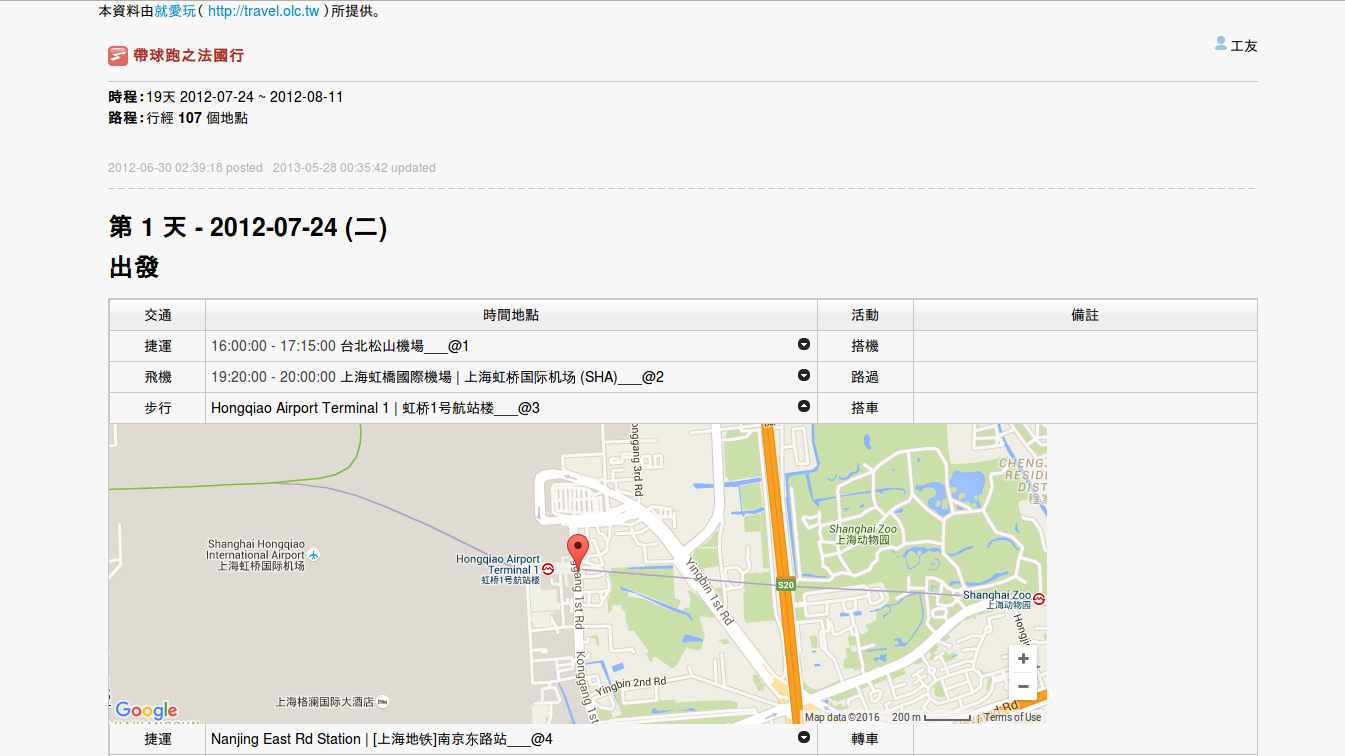 本資料由就愛玩( http://travel.olc.tw )所提供。
帶球跑之法國行
工友
時程:19天 2012-07-24 ~ 2012-08-11
路程:行經 107 個地點
2012-06-30 02:39:18 posted 2013-05-28 00:35:42 updated
第 1 天 - 2012-07-24 (二)
出發
交通 時間地點 活動 備註
捷運 16:00:00 - 17:15:00 台北松山機場___@1 搭機
飛機 19:20:00 - 20:00:00 上海虹橋國際機場 | 上海虹桥国际机场 (SHA)___@2 路過
步行 Hongqiao Airport Terminal 1 | 虹桥1号航站楼___@3 搭車
onggang 3rd Rd
CHENG
RESIDE
DIST
程家
Shanghai Zoo
上海动物园
Shanghai Hongqiao
International Airport
上海虹桥国际机场
Hongqiao Airport
Terminal 1
虹桥1号航站楼
ggang 1st Rd
Yingbin 1st Rd
S20
Shanghai Zoo
上海动物园
Hongji
Konggang 1st
Yingbin 2nd Rd
上海格澜国际大酒店
+
−
Google
Rd
Map data ©2016 200 m Terms of Use
捷運 Nanjing East Rd Station | [上海地铁]南京东路站___@4 轉車